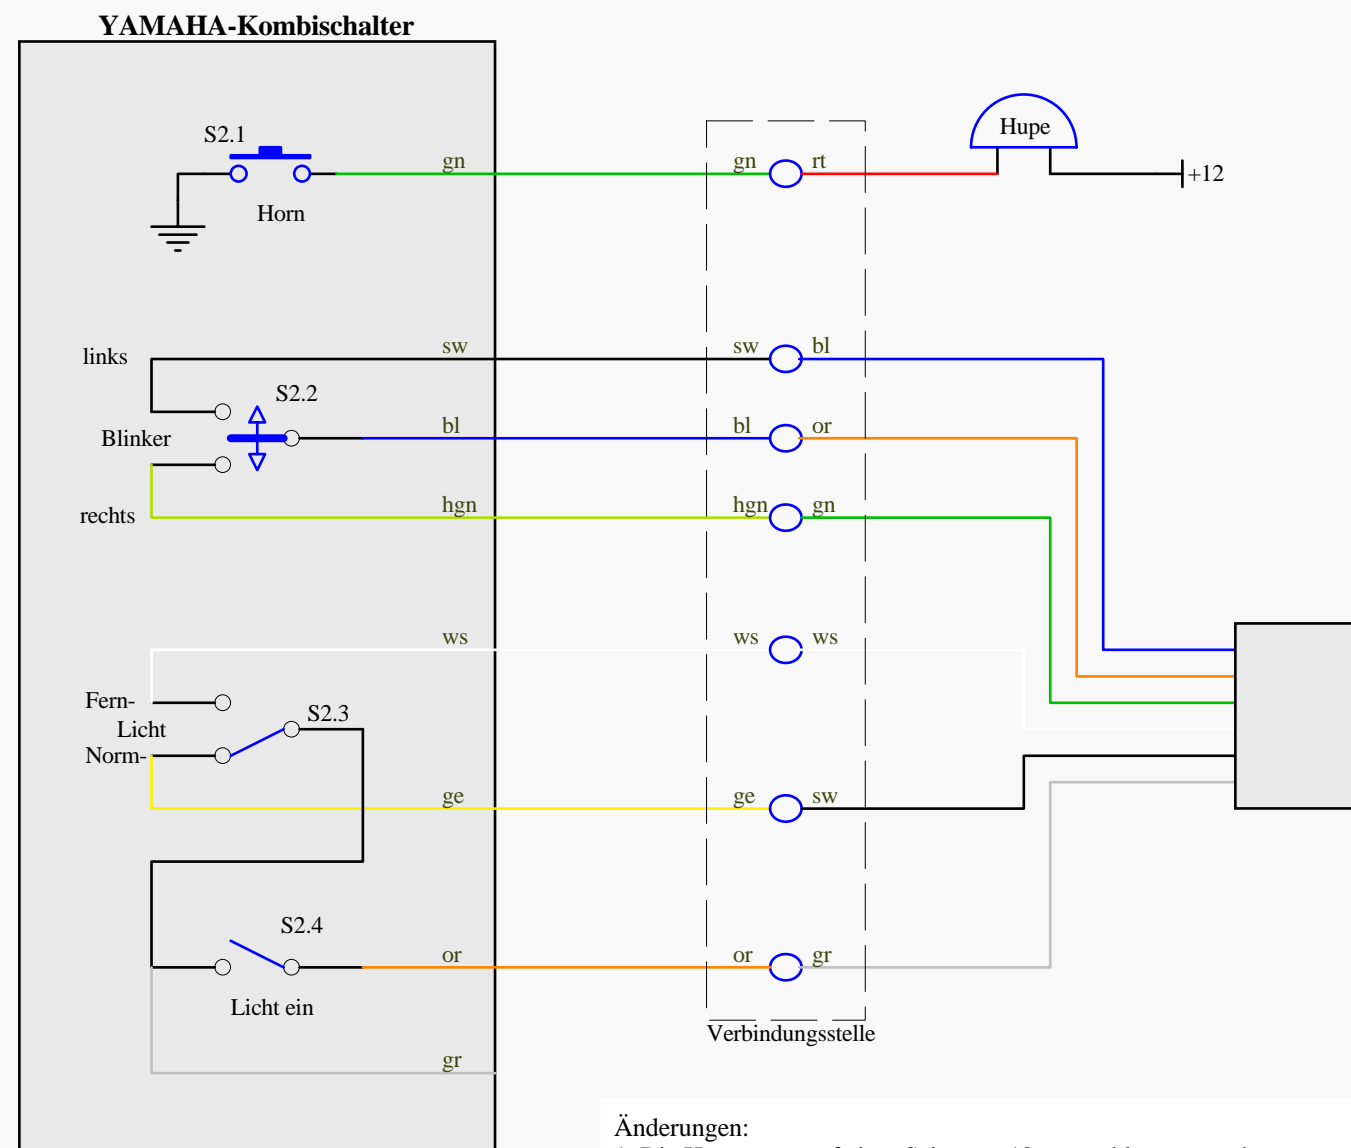 YAMAHA-Kombischalter
S2.1
Horn
gn
gn
rt
Hupe
+12
links
sw
sw
bl
S2.2
Blinker
bl
bl
or
rechts
hgn
hgn
gn
ws
ws
ws
Fern-
S2.3
Licht
Norm-
ge
ge
sw
S2.4
or
or
gr
Licht ein
Verbindungsstelle
gr
Änderungen: